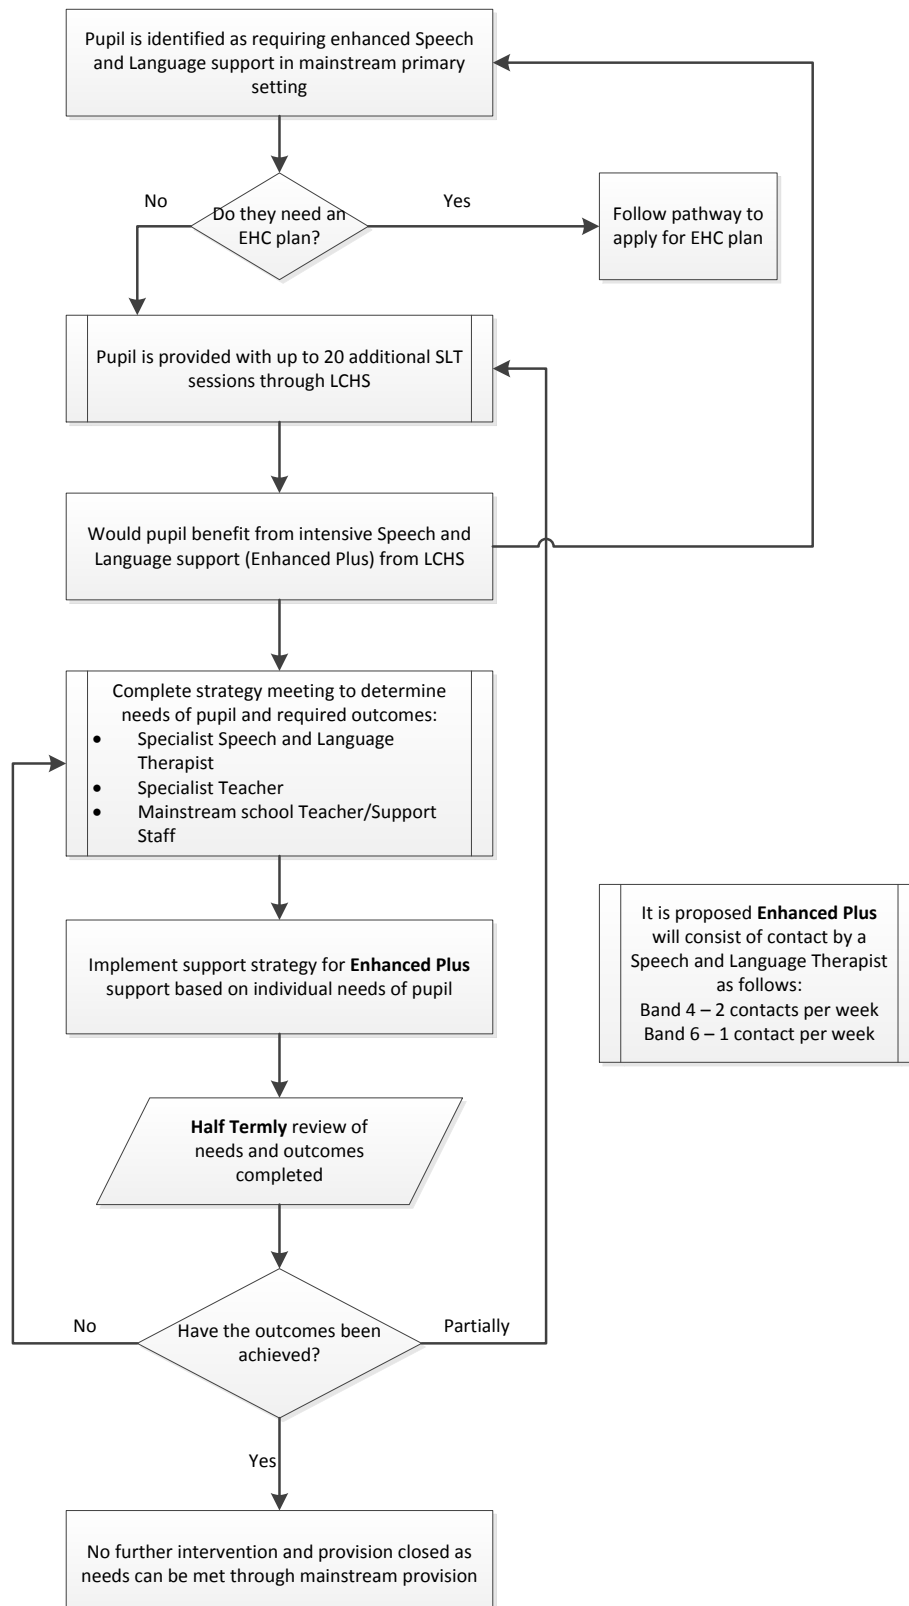 Pupil is identified as requiring enhanced Speech
and Language support in mainstream primary
setting
No
Do they need an
EHC plan?
Yes
Follow pathway to
apply for EHC plan
Pupil is provided with up to 20 additional SLT
sessions through LCHS
Would pupil benefit from intensive Speech and
Language support (Enhanced Plus) from LCHS
Complete strategy meeting to determine
needs of pupil and required outcomes:
• Specialist Speech and Language
Therapist
• Specialist Teacher
• Mainstream school Teacher/Support
Staff
It is proposed Enhanced Plus
will consist of contact by a
Speech and Language Therapist
as follows:
Band 4 – 2 contacts per week
Band 6 – 1 contact per week
Implement support strategy for Enhanced Plus
support based on individual needs of pupil
Half Termly review of
needs and outcomes
completed
No
Have the outcomes been
achieved?
Partially
Yes
No further intervention and provision closed as
needs can be met through mainstream provision